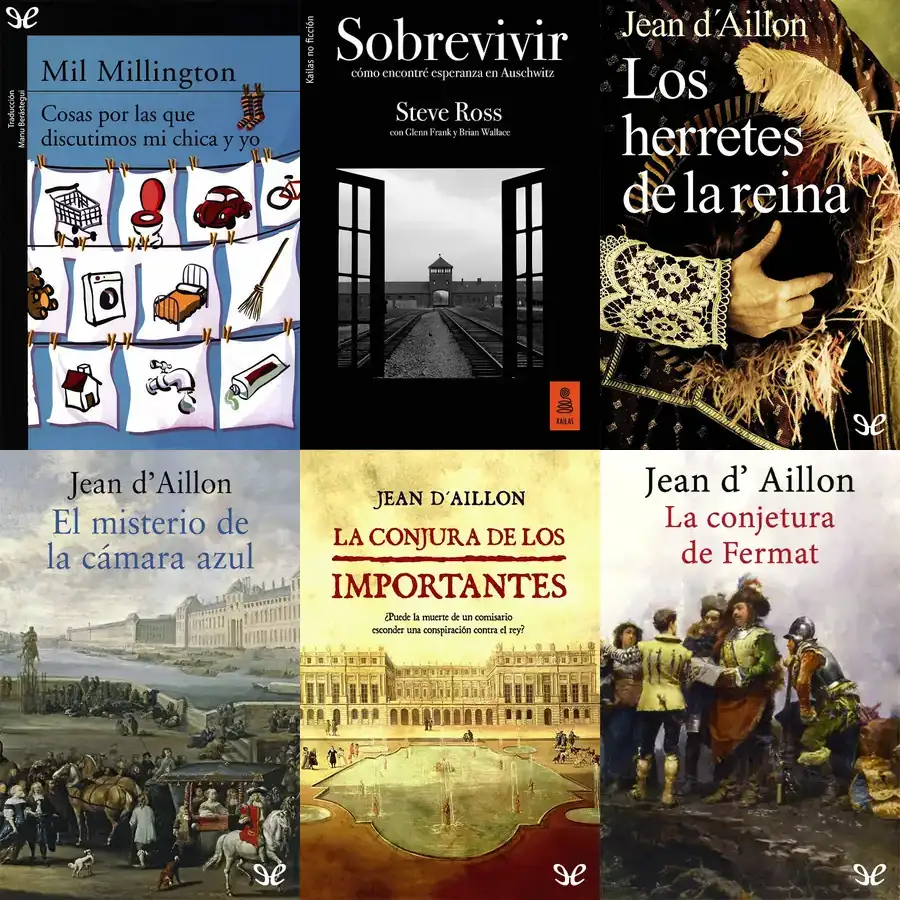 Mil Millington
Cosas por las que
discutimos mi chica y yo
Traducción
Manu Berástegui
Kailas no ficción
Sobrevivir
cómo encontré esperanza en Auschwitz
Steve Ross
con Glenn Frank y Brian Wallace
KAILAS
Jean d´Aillon
Los
herretes
de la reina
Jean d’Aillon
El misterio de
la cámara azul
JEAN D´AILLON
LA CONJURA DE LOS
IMPORTANTES
¿Puede la muerte de un comisario
esconder una conspiración contra el rey?
Jean d’ Aillon
La conjetura
de Fermat